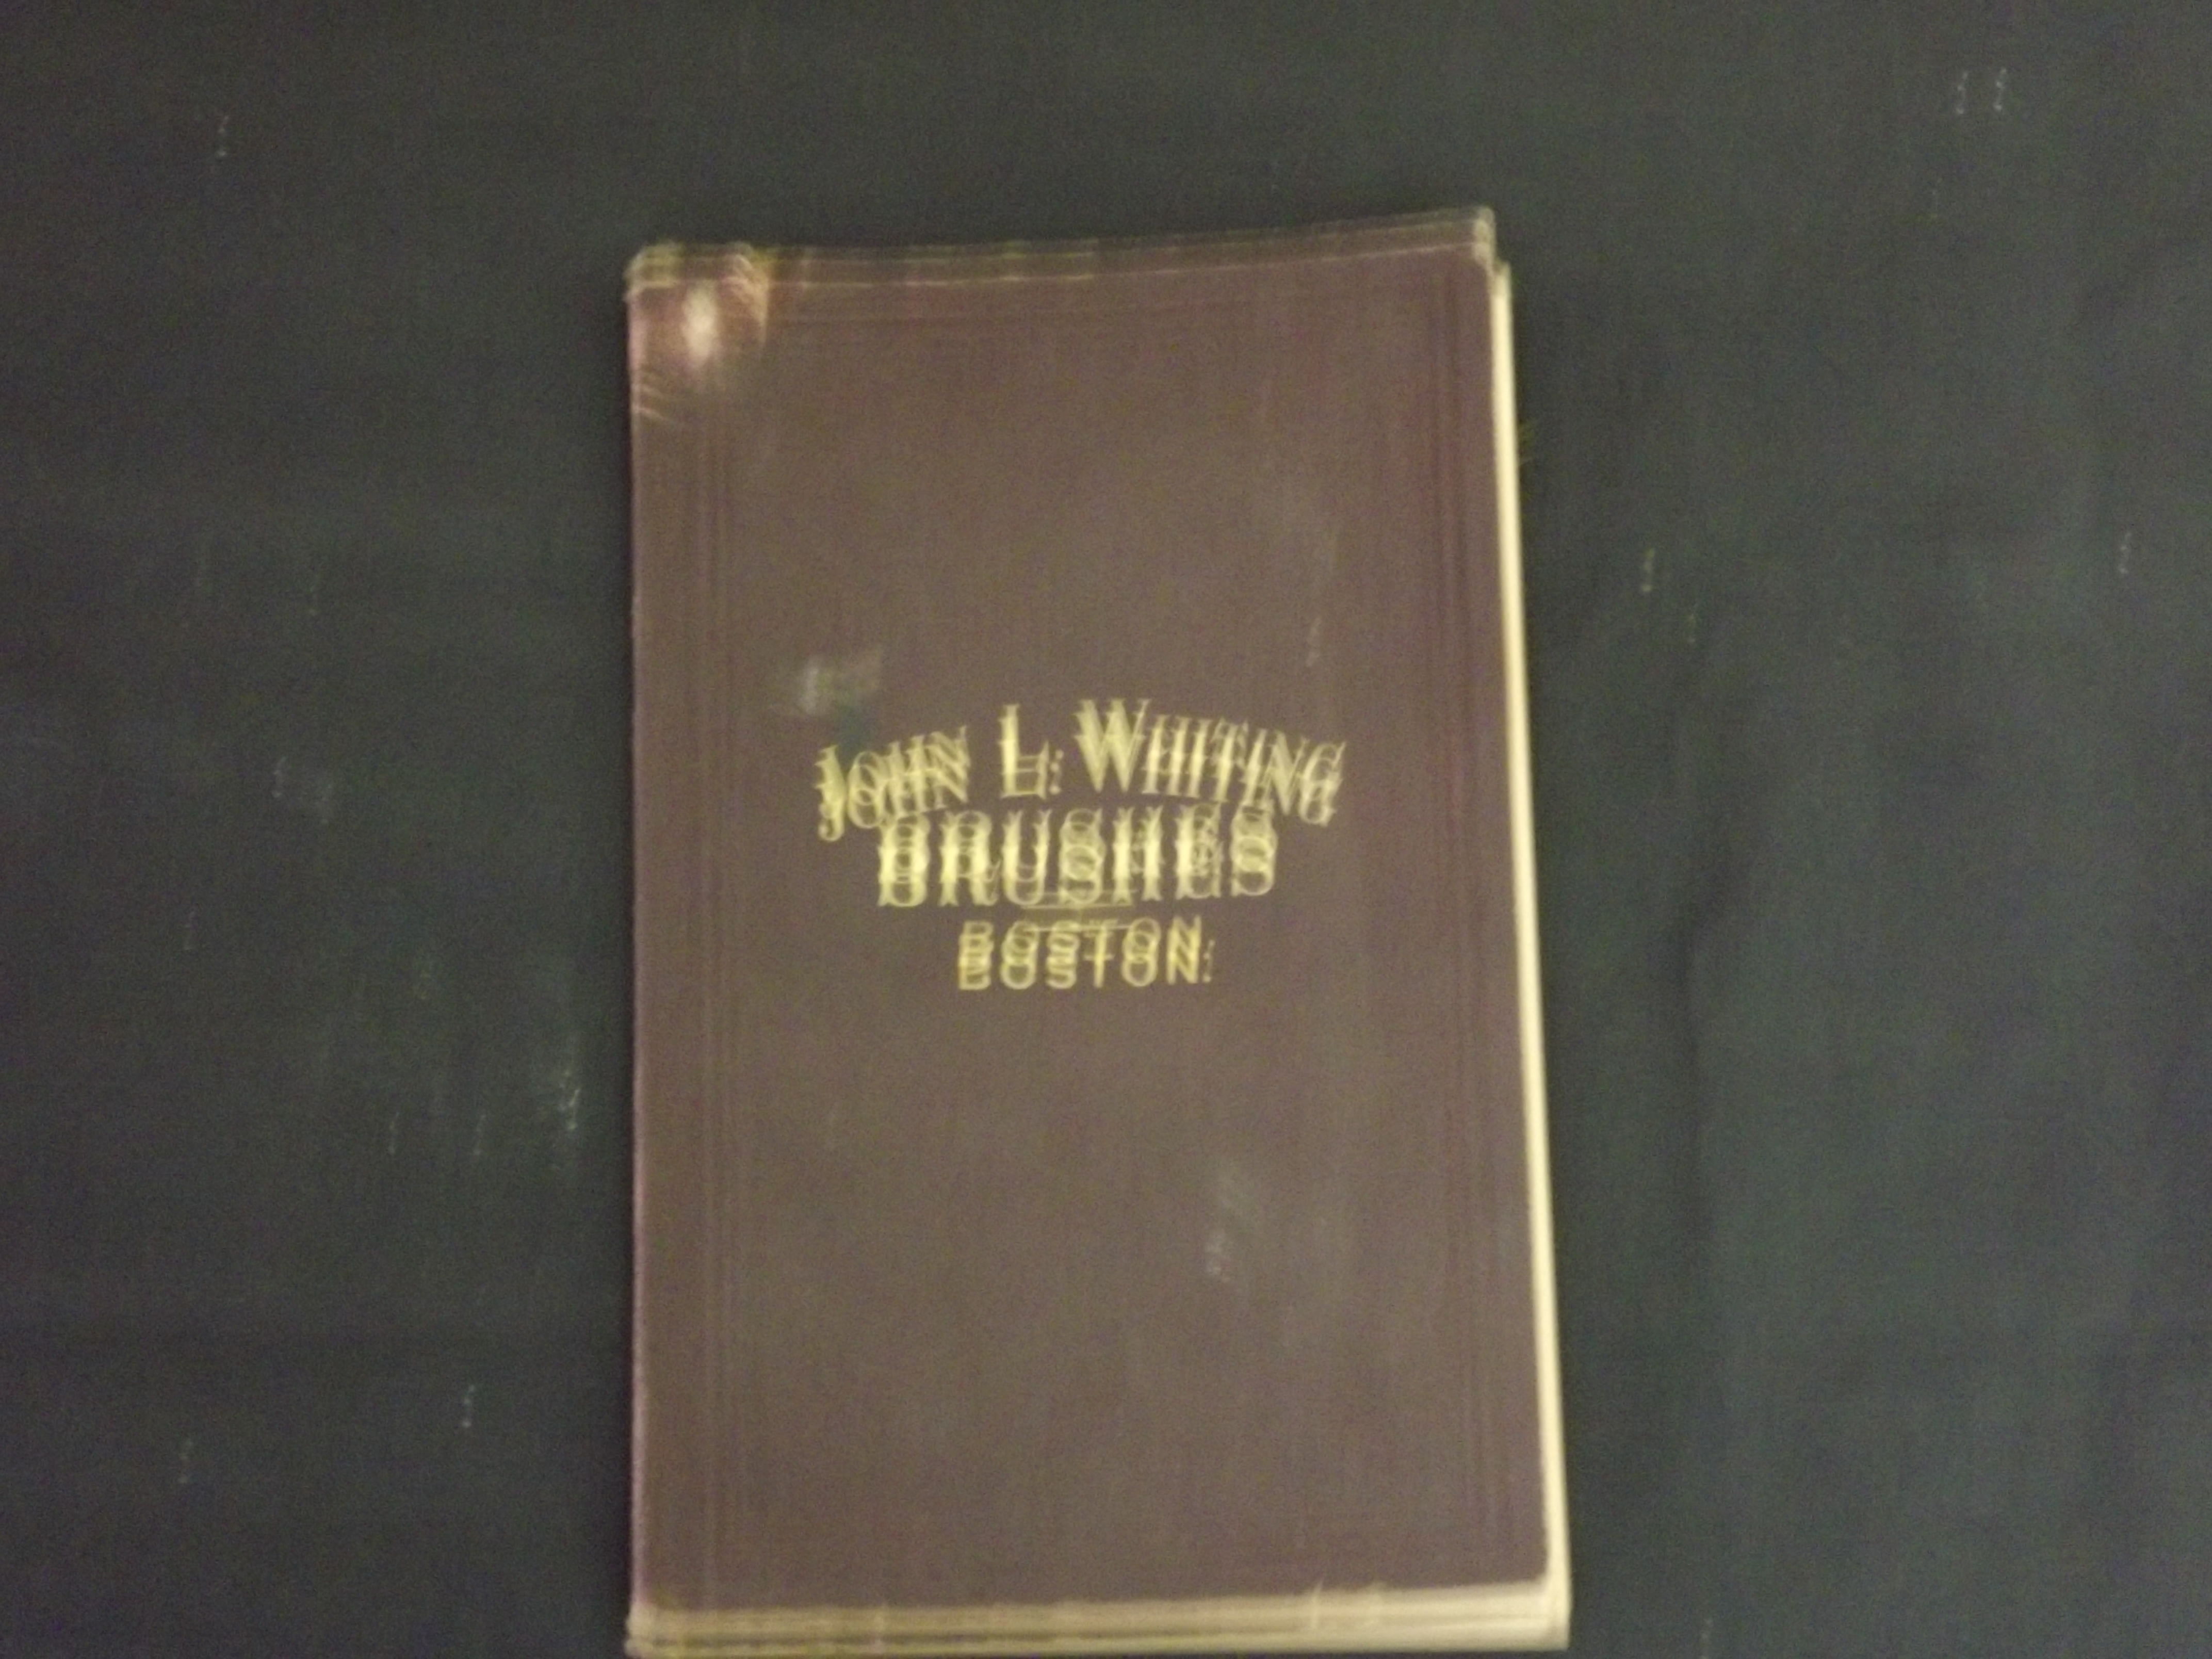 JOHN L. WHITING
BRUSHES
BOSTON.